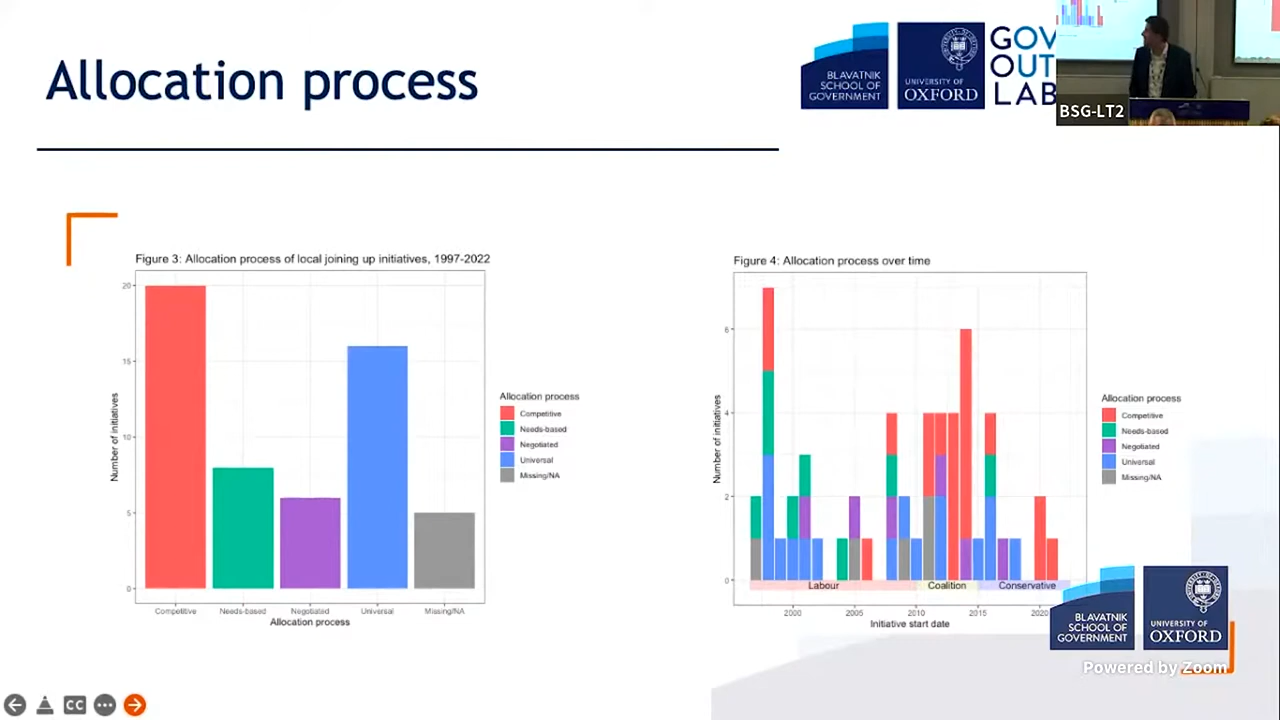 Allocation process
BLAVATNIK
SCHOOL OF
GOVERNMENT
UNIVERSITY OF
OXFORD
GOV
OUT
LAB
BSG-LT2
Figure 3: Allocation process of local joining up initiatives, 1997-2022
20
15
10
5
0
Number of initiatives
Competitive
Needs-based
Negotiated
Universal
Missing/NA
Allocation process
Allocation process
Competitive
Needs-based
Negotiated
Universal
Missing/NA
Figure 4: Allocation process over time
6
4
2
0
Number of initiatives
Labour
Coalition
Conservative
2000
2005
2010
2015
2020
Initiative start date
Allocation process
Competitive
Needs-based
Negotiated
Universal
Missing/NA
BLAVATNIK
SCHOOL OF
GOVERNMENT
UNIVERSITY OF
OXFORD
Powered by Zoom
CC